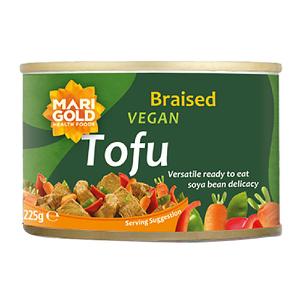 MARI
GOLD
HEALTH FOODS
Braised
VEGAN
Tofu
Versatile ready to eat
soya bean delicacy
225g e
Serving Suggestion